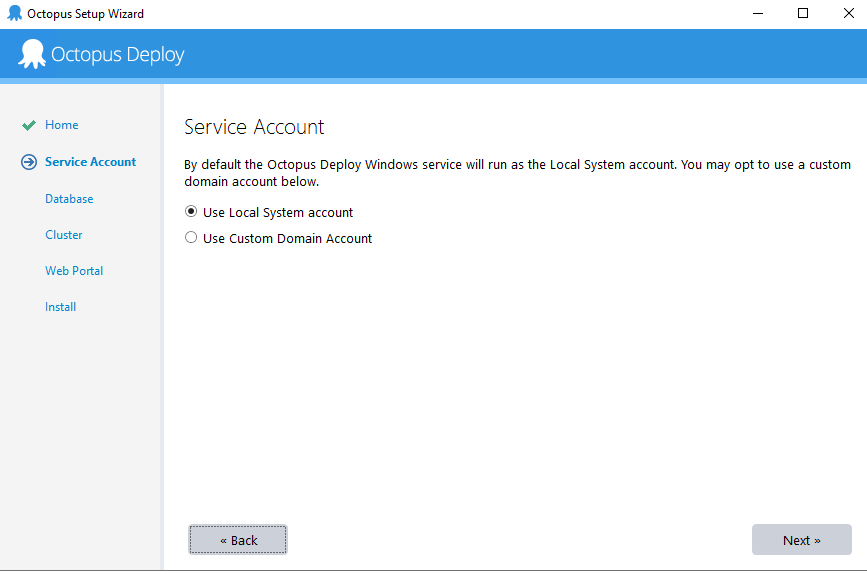 Octopus Setup Wizard
Octopus Deploy
Home
Service Account
Database
Cluster
Web Portal
Install
Service Account
By default the Octopus Deploy Windows service will run as the Local System account. You may opt to use a custom
domain account below.
Use Local System account
Use Custom Domain Account
« Back
Next »